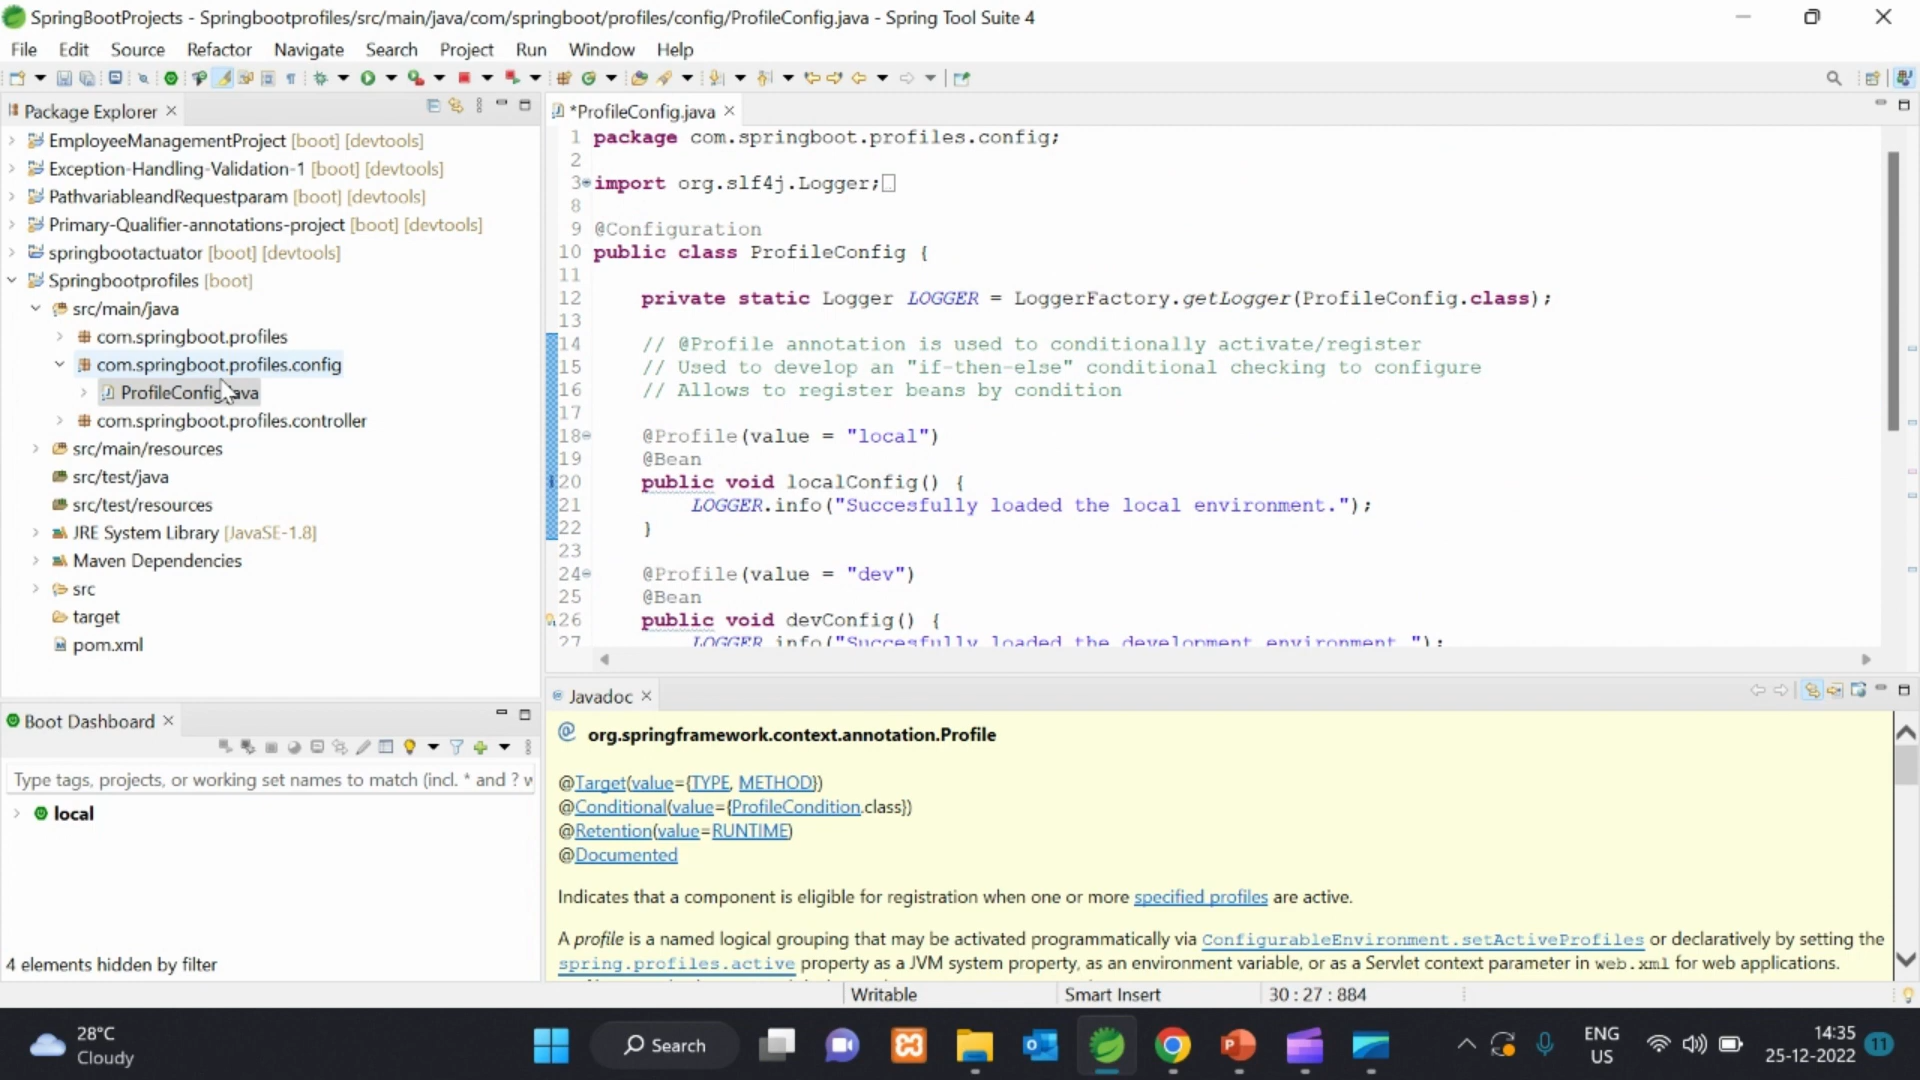 SpringBootProjects - Springbootprofiles/src/main/java/com/springboot/profiles/config/ProfileConfig.java - Spring Tool Suite 4
File Edit Source Refactor Navigate Search Project Run Window Help
Package Explorer
EmployeeManagementProject [boot] [devtools]
Exception-Handling-Validation-1 [boot] [devtools]
PathvariableandRequestparam [boot] [devtools]
Primary-Qualifier-annotations-project [boot] [devtools]
springbootactuator [boot] [devtools]
Springbootprofiles [boot]
src/main/java
com.springboot.profiles
com.springboot.profiles.config
ProfileConfig.java
com.springboot.profiles.controller
src/main/resources
src/test/java
src/test/resources
JRE System Library [JavaSE-1.8]
Maven Dependencies
src
target
pom.xml
Boot Dashboard
Type tags, projects, or working set names to match (incl. * and ? w
local
4 elements hidden by filter
*ProfileConfig.java
1 package com.springboot.profiles.config;
2
3 import org.slf4j.Logger;
8
9 @Configuration
10 public class ProfileConfig {
11
12 private static Logger LOGGER = LoggerFactory.getLogger(ProfileConfig.class);
13
14 // @Profile annotation is used to conditionally activate/register
15 // Used to develop an "if-then-else" conditional checking to configure
16 // Allows to register beans by condition
17
18 @Profile(value = "local")
19 @Bean
20 public void localConfig() {
21 LOGGER.info("Succesfully loaded the local environment.");
22 }
23
24 @Profile(value = "dev")
25 @Bean
26 public void devConfig() {
27 LOGGER.info("Succesfully loaded the development environment.");
Javadoc
org.springframework.context.annotation.Profile
@Target(value={TYPE, METHOD})
@Conditional(value={ProfileCondition.class})
@Retention(value=RUNTIME)
@Documented
Indicates that a component is eligible for registration when one or more specified profiles are active.
A profile is a named logical grouping that may be activated programmatically via ConfigurableEnvironment.setActiveProfiles or declaratively by setting the
spring.profiles.active property as a JVM system property, as an environment variable, or as a Servlet context parameter in web.xml for web applications.
Writable Smart Insert 30 : 27 : 884
28°C
Cloudy
Search
ENG
US
14:35
25-12-2022
11